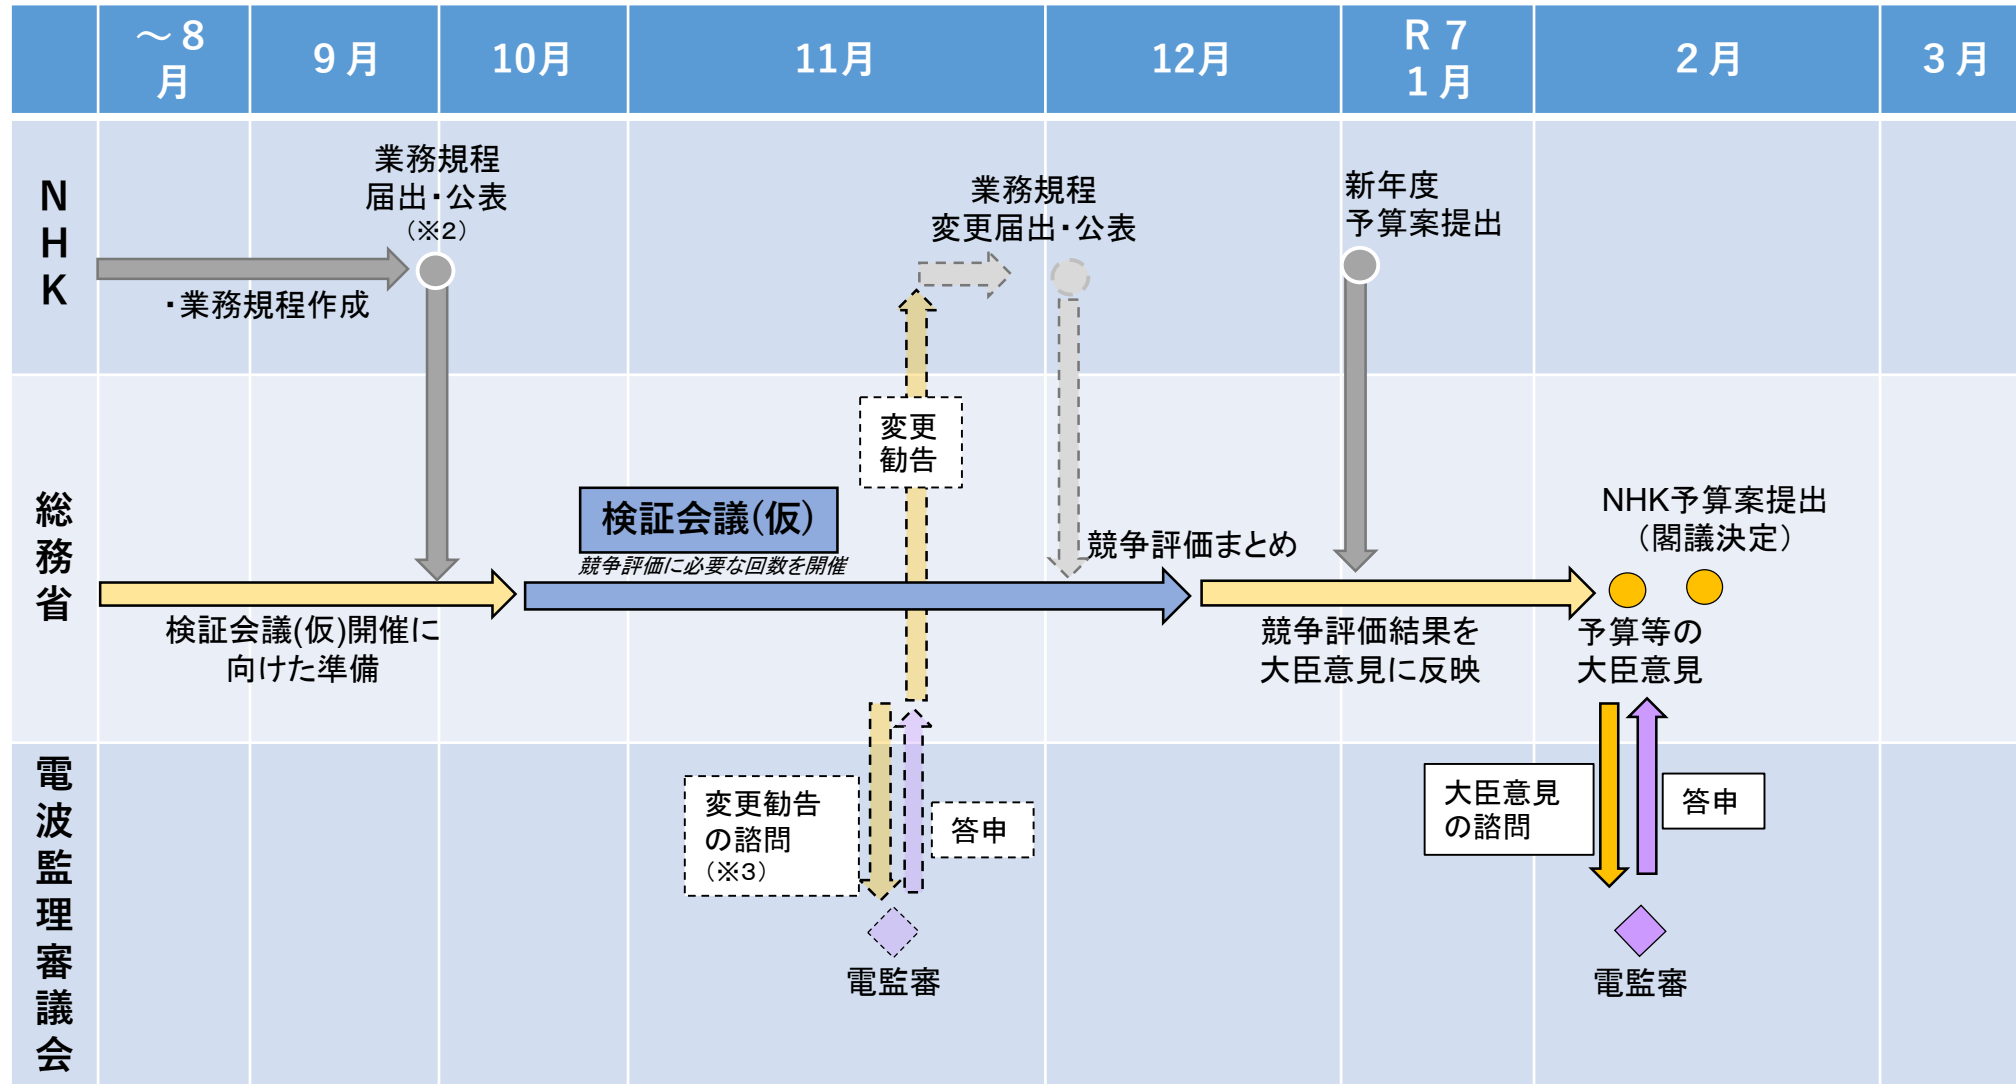 ～8
月
9月
10月
11月
12月
R7
1月
2月
3月
NHK
業務規程
届出・公表
（※2）
・業務規程作成
業務規程
変更届出・公表
新年度
予算案提出
総務省
変更
勧告
検証会議(仮)
競争評価に必要な回数を開催
競争評価まとめ
NHK予算案提出
（閣議決定）
検証会議(仮)開催に
向けた準備
競争評価結果を
大臣意見に反映
予算等の
大臣意見
電波監理審議会
変更勧告
の諮問
（※3）
答申
電監審
大臣意見
の諮問
答申
電監審